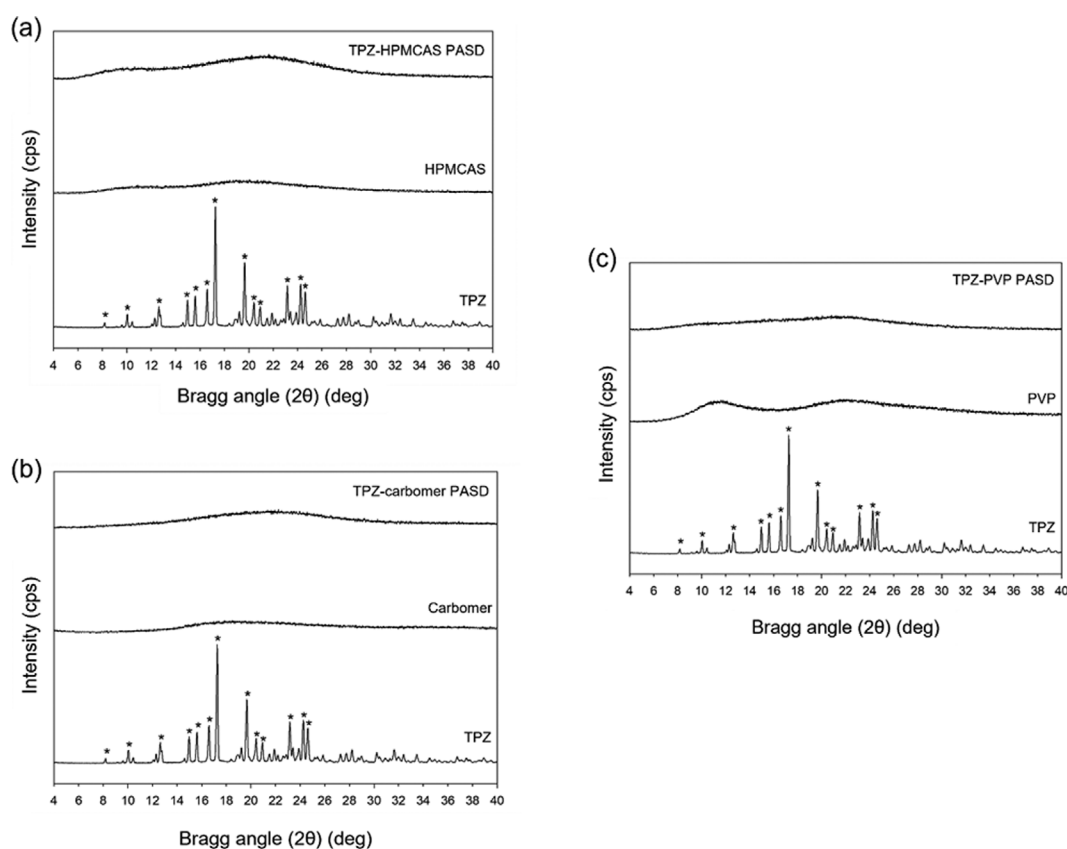 (a)
TPZ-HPMCAS PASD
HPMCAS
TPZ
* * * * * * * * * * * * *
Intensity (cps)
4 6 8 10 12 14 16 18 20 22 24 26 28 30 32 34 36 38 40
Bragg angle (2θ) (deg)
(b)
TPZ-carbomer PASD
Carbomer
TPZ
* * * * * * * * * * * * *
Intensity (cps)
4 6 8 10 12 14 16 18 20 22 24 26 28 30 32 34 36 38 40
Bragg angle (2θ) (deg)
(c)
TPZ-PVP PASD
PVP
TPZ
* * * * * * * * * * * * *
Intensity (cps)
4 6 8 10 12 14 16 18 20 22 24 26 28 30 32 34 36 38 40
Bragg angle (2θ) (deg)